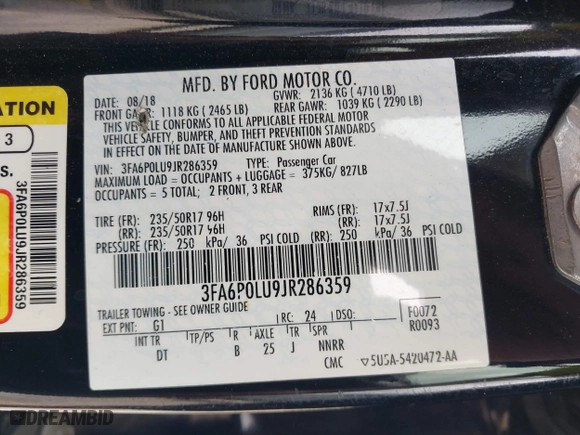 MFD. BY FORD MOTOR CO.
DATE: 08/18 GVWR: 2136 KG ( 4710 LB)
FRONT GAWR: 1118 KG ( 2465 LB) REAR GAWR: 1039 KG ( 2290 LB)
THIS VEHICLE CONFORMS TO ALL APPLICABLE FEDERAL MOTOR
VEHICLE SAFETY, BUMPER, AND THEFT PREVENTION STANDARDS
IN EFFECT ON THE DATE OF MANUFACTURE SHOWN ABOVE.
VIN: 3FA6P0LU9JR286359 TYPE: Passenger Car
MAXIMUM LOAD = OCCUPANTS + LUGGAGE = 375KG/ 827LB
OCCUPANTS = 5 TOTAL; 2 FRONT, 3 REAR
TIRE (FR): 235/50R17 96H RIMS (FR): 17x7.5J
(RR): 235/50R17 96H (RR): 17x7.5J
PRESSURE (FR): 250 kPa/ 36 PSI COLD (RR): 250 kPa/ 36 PSI COLD
3FA6P0LU9JR286359
TRAILER TOWING - SEE OWNER GUIDE
EXT PNT: G1 RC: 24 DSO: F0072
R0093
INT TR TP/PS R AXLE TR SPR
DT B 25 J NNRR
CMC 5U5A-5420472-AA
ATION
3
S.
3FA6P0LU9JR286359
DREAMBID